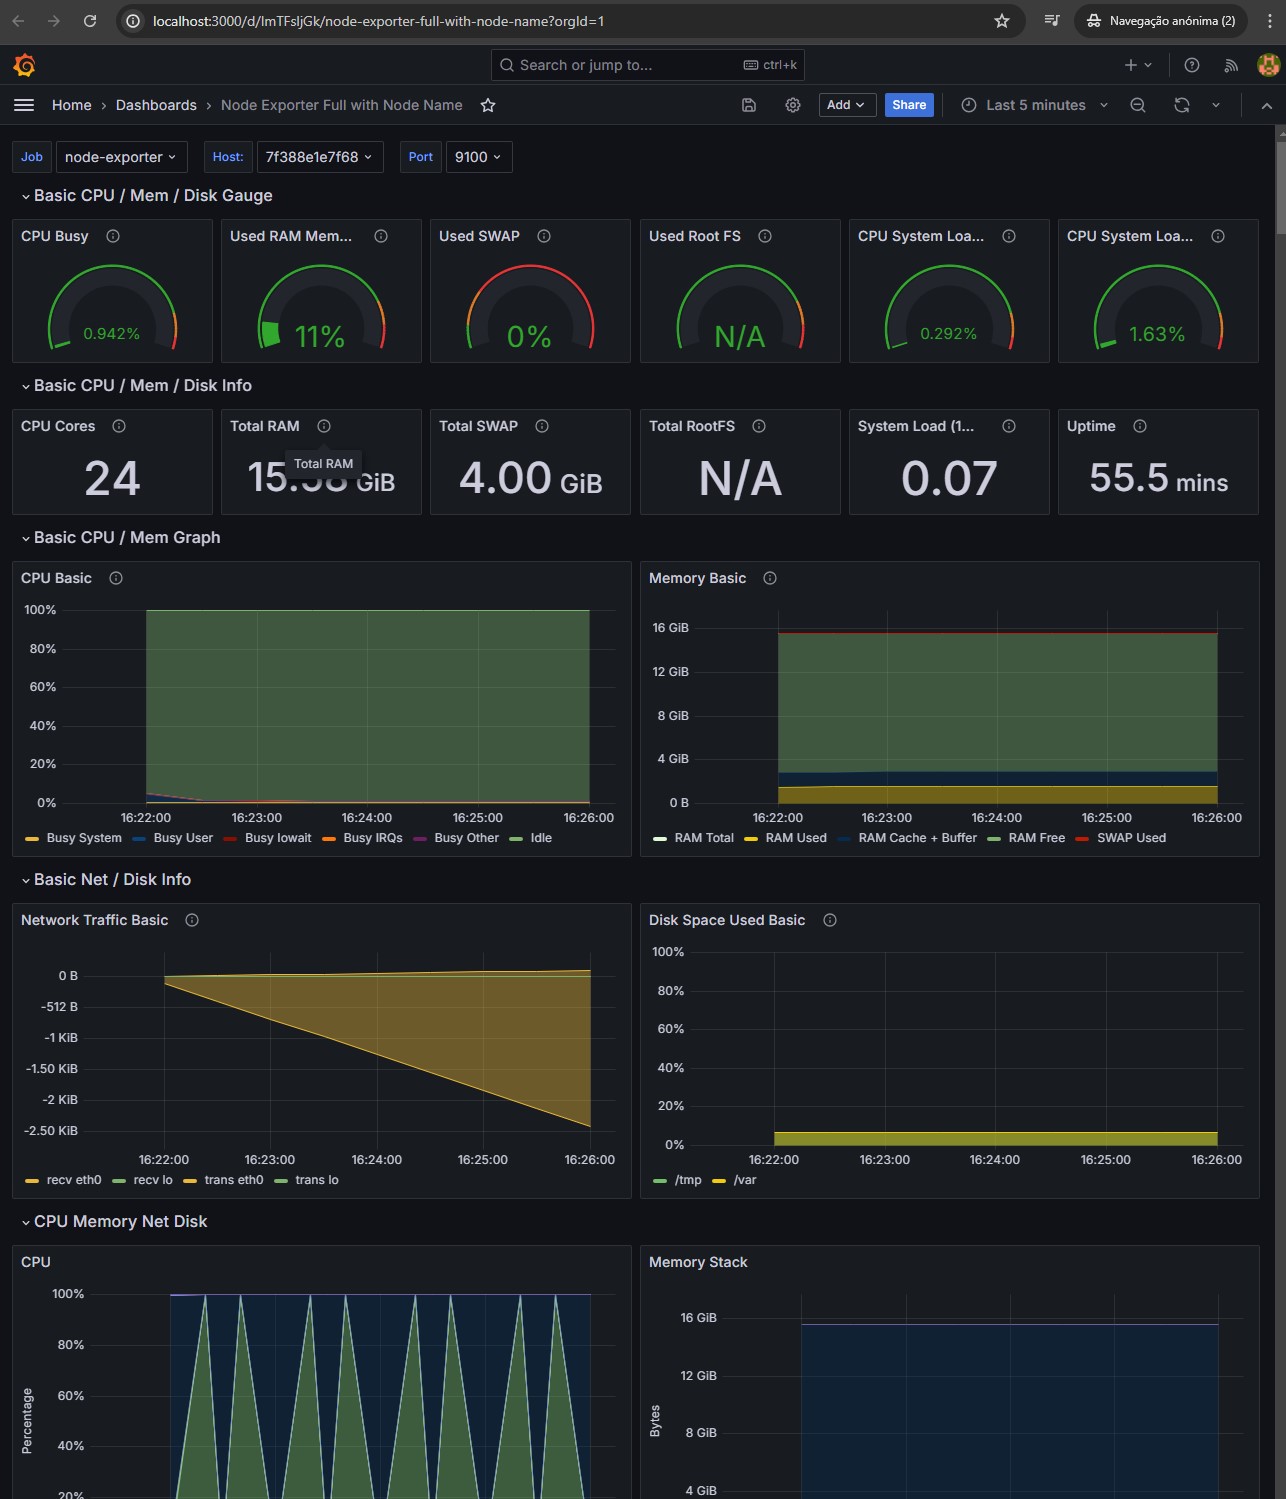 localhost:3000/d/lmTFsljGk/node-exporter-full-with-node-name?orgId=1
Navegação anónima (2)
Search or jump to...
ctrl+k
Home › Dashboards › Node Exporter Full with Node Name
Add
Share
Last 5 minutes
Job node-exporter Host: 7f388e1e7f68 Port 9100
Basic CPU / Mem / Disk Gauge
CPU Busy Used RAM Mem... Used SWAP Used Root FS CPU System Loa... CPU System Loa...
0.942% 11% 0% N/A 0.292% 1.63%
Basic CPU / Mem / Disk Info
CPU Cores Total RAM Total SWAP Total RootFS System Load (1... Uptime
Total RAM
24 GiB 4.00 GiB N/A 0.07 55.5 mins
Basic CPU / Mem Graph
CPU Basic
100%
80%
60%
40%
20%
0%
16:22:00 16:23:00 16:24:00 16:25:00 16:26:00
Busy System Busy User Busy Iowait Busy IRQs Busy Other Idle
Memory Basic
16 GiB
12 GiB
8 GiB
4 GiB
0 B
16:22:00 16:23:00 16:24:00 16:25:00 16:26:00
RAM Total RAM Used RAM Cache + Buffer RAM Free SWAP Used
Basic Net / Disk Info
Network Traffic Basic
0 B
-512 B
-1 KiB
-1.50 KiB
-2 KiB
-2.50 KiB
16:22:00 16:23:00 16:24:00 16:25:00 16:26:00
recv eth0 recv lo trans eth0 trans lo
Disk Space Used Basic
100%
80%
60%
40%
20%
0%
16:22:00 16:23:00 16:24:00 16:25:00 16:26:00
/tmp /var
CPU Memory Net Disk
CPU
100%
80%
60%
40%
20%
Percentage
Memory Stack
16 GiB
12 GiB
8 GiB
4 GiB
Bytes